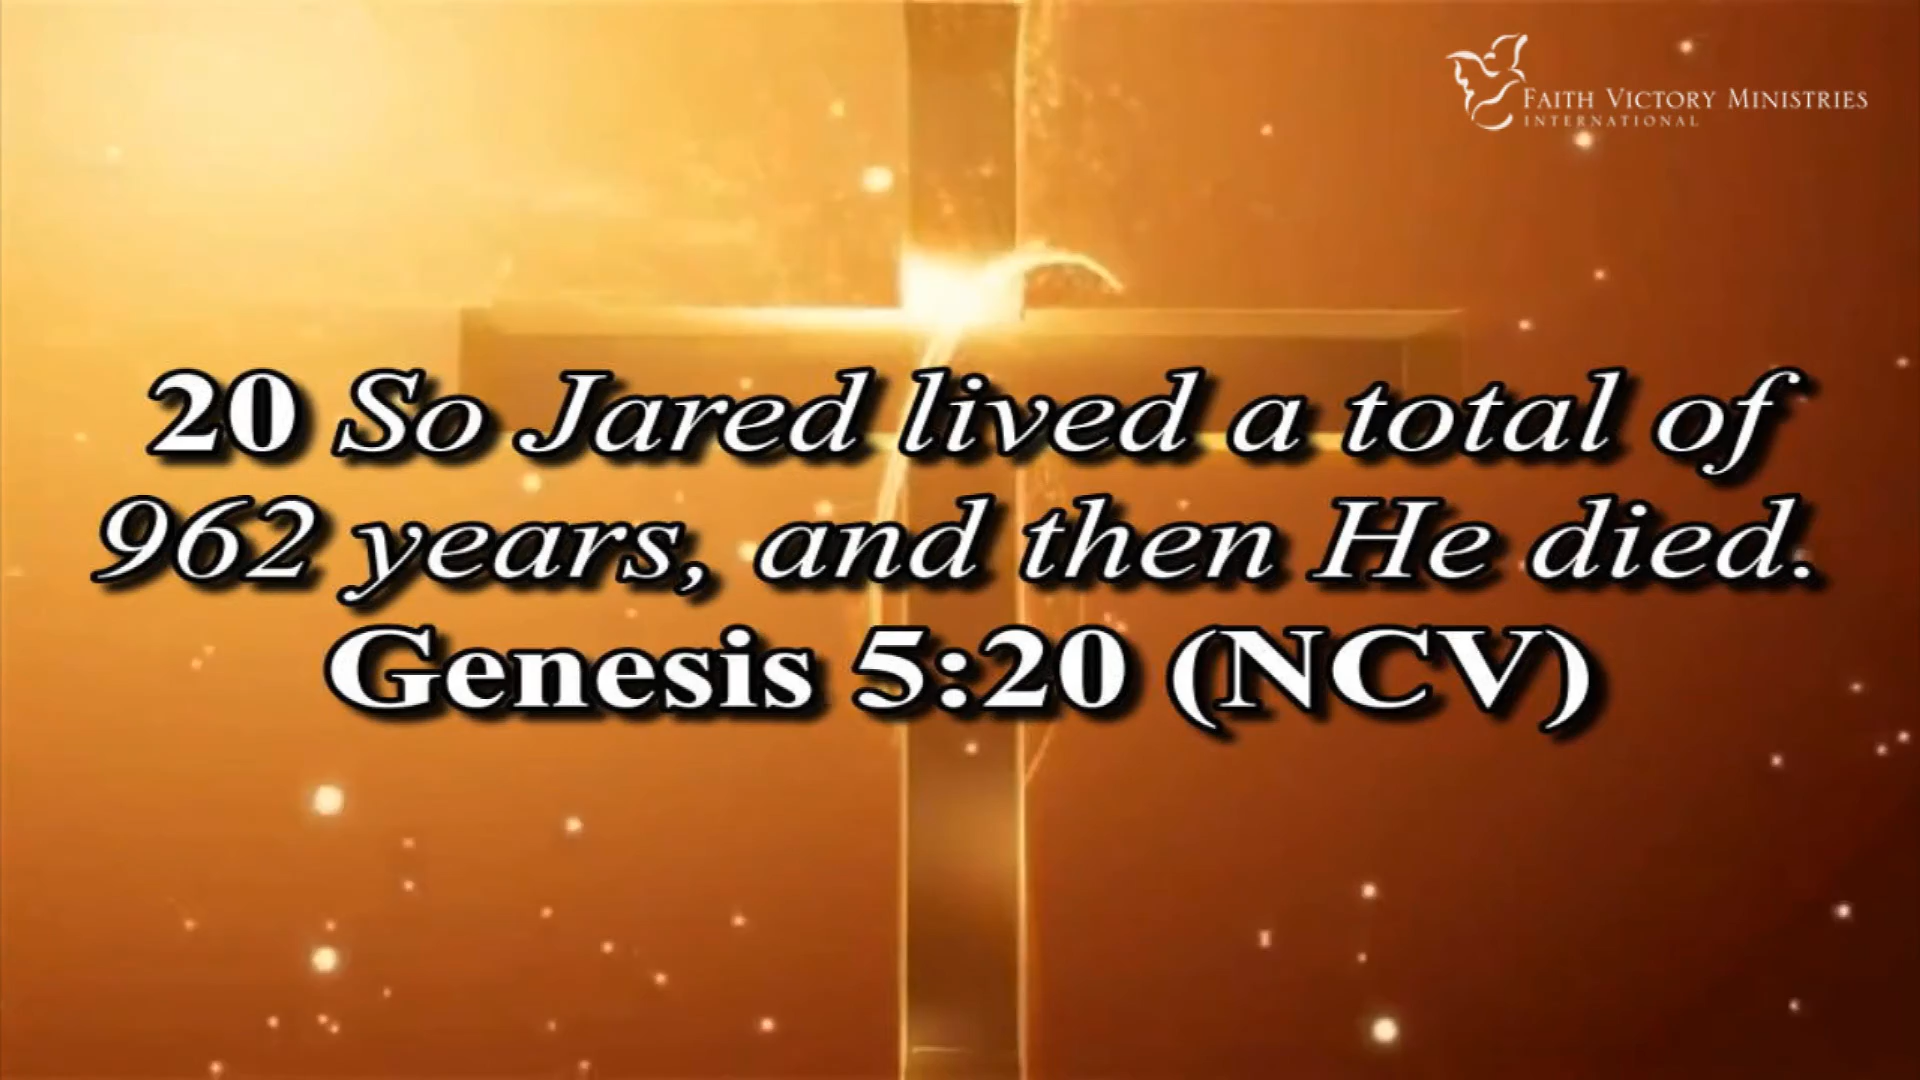 FAITH VICTORY MINISTRIES
INTERNATIONAL
20 So Jared lived a total of
962 years, and then He died.
Genesis 5:20 (NCV)